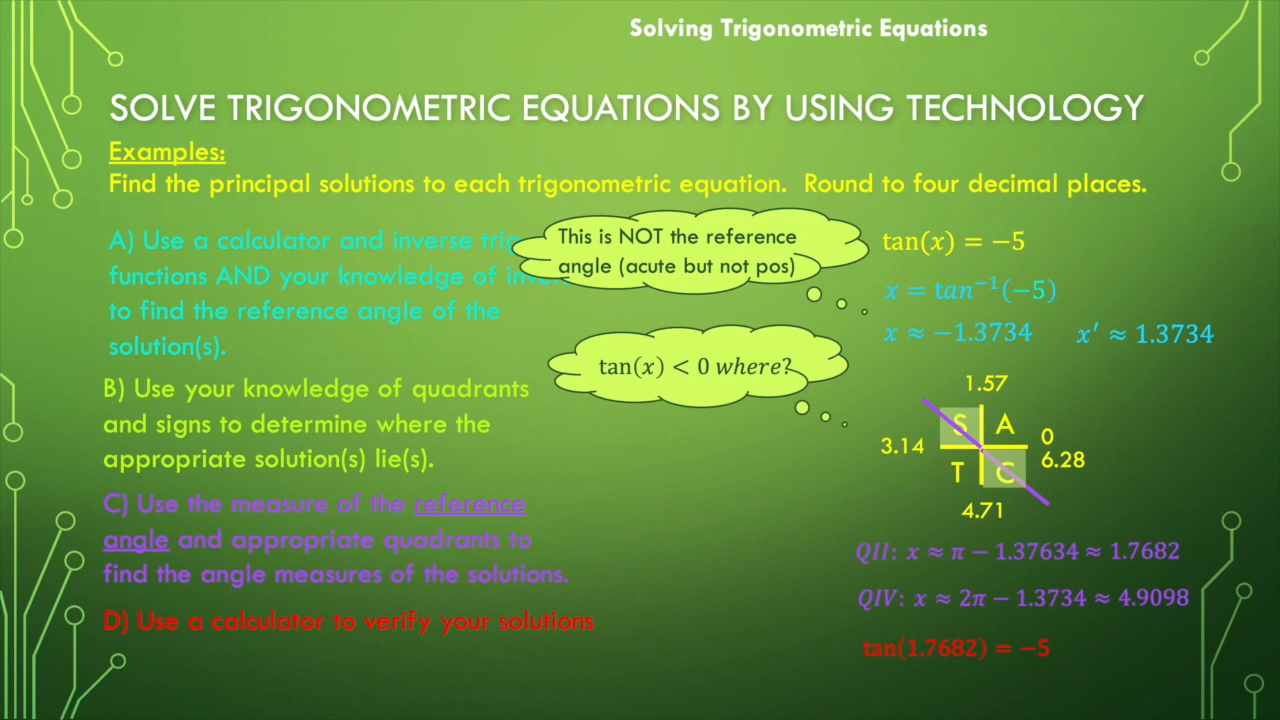 Solving Trigonometric Equations
SOLVE TRIGONOMETRIC EQUATIONS BY USING TECHNOLOGY
Examples:
Find the principal solutions to each trigonometric equation. Round to four decimal places.
A) Use a calculator and inverse trig
functions AND your knowledge of
to find the reference angle of the
solution(s).
B) Use your knowledge of quadrants
and signs to determine where the
appropriate solution(s) lie(s).
C) Use the measure of the reference
angle and appropriate quadrants to
find the angle measures of the solutions.
D) Use a calculator to verify your solutions
This is NOT the reference
angle (acute but not pos)
tan(x) < 0 where?
tan(x) = −5
x = tan⁻¹(−5)
x ≈ −1.3734 x′ ≈ 1.3734
1.57
S A
3.14 0
6.28
T C
4.71
QII: x ≈ π − 1.37634 ≈ 1.7682
QIV: x ≈ 2π − 1.3734 ≈ 4.9098
tan(1.7682) = −5